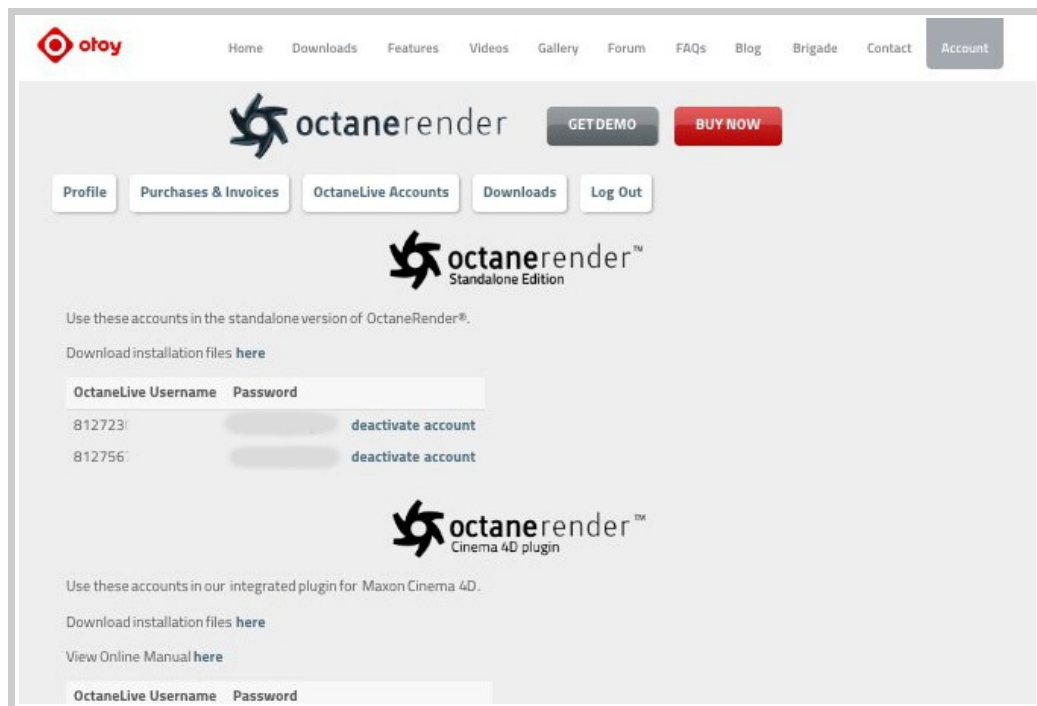 otoy Home Downloads Features Videos Gallery Forum FAQs Blog Brigade Contact Account
octanerender GET DEMO BUY NOW
Profile Purchases & Invoices OctaneLive Accounts Downloads Log Out
octanerender™
Standalone Edition
Use these accounts in the standalone version of OctaneRender®.
Download installation files here
OctaneLive Username Password
812723 deactivate account
812756 deactivate account
octanerender™
Cinema 4D plugin
Use these accounts in our integrated plugin for Maxon Cinema 4D.
Download installation files here
View Online Manual here
OctaneLive Username Password